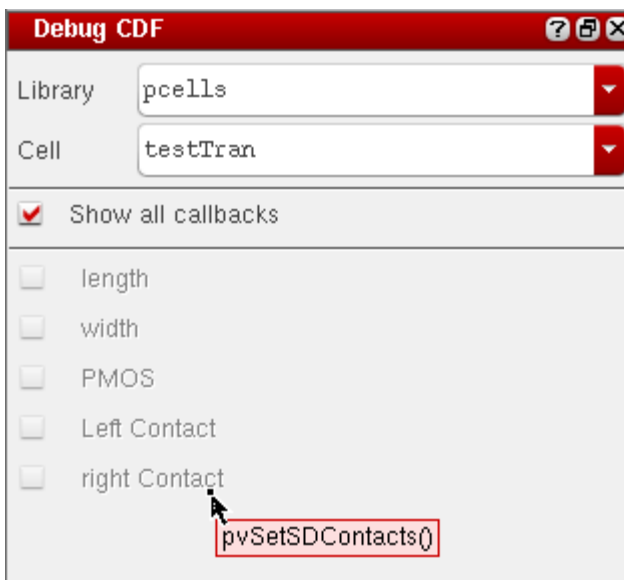 Debug CDF
Library pcells
Cell testTran
Show all callbacks
length
width
PMOS
Left Contact
right Contact
pvSetSDContacts()